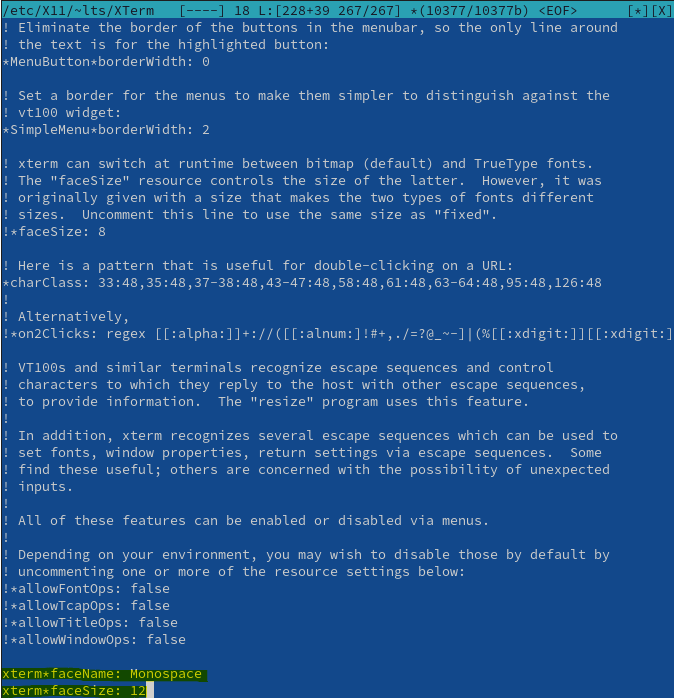 /etc/X11/~lts/XTerm [----] 18 L:[228+39 267/267] *(10377/10377b) <EOF> [*][X]
! Eliminate the border of the buttons in the menubar, so the only line around
! the text is for the highlighted button:
*MenuButton*borderWidth: 0
! Set a border for the menus to make them simpler to distinguish against the
! vt100 widget:
*SimpleMenu*borderWidth: 2
! xterm can switch at runtime between bitmap (default) and TrueType fonts.
! The "faceSize" resource controls the size of the latter.  However, it was
! originally given with a size that makes the two types of fonts different
! sizes.  Uncomment this line to use the same size as "fixed".
!*faceSize: 8
! Here is a pattern that is useful for double-clicking on a URL:
*charClass: 33:48,35:48,37-38:48,43-47:48,58:48,61:48,63-64:48,95:48,126:48
!
! Alternatively,
!*on2Clicks: regex [[:alpha:]]+://([[:alnum:]!#+,./=?@_~-]|(%[[:xdigit:]][[:xdigit:]
! VT100s and similar terminals recognize escape sequences and control
! characters to which they reply to the host with other escape sequences,
! to provide information.  The "resize" program uses this feature.
!
! In addition, xterm recognizes several escape sequences which can be used to
! set fonts, window properties, return settings via escape sequences.  Some
! find these useful; others are concerned with the possibility of unexpected
! inputs.
!
! All of these features can be enabled or disabled via menus.
!
! Depending on your environment, you may wish to disable those by default by
! uncommenting one or more of the resource settings below:
!*allowFontOps: false
!*allowTcapOps: false
!*allowTitleOps: false
!*allowWindowOps: false
xterm*faceName: Monospace
xterm*faceSize: 12